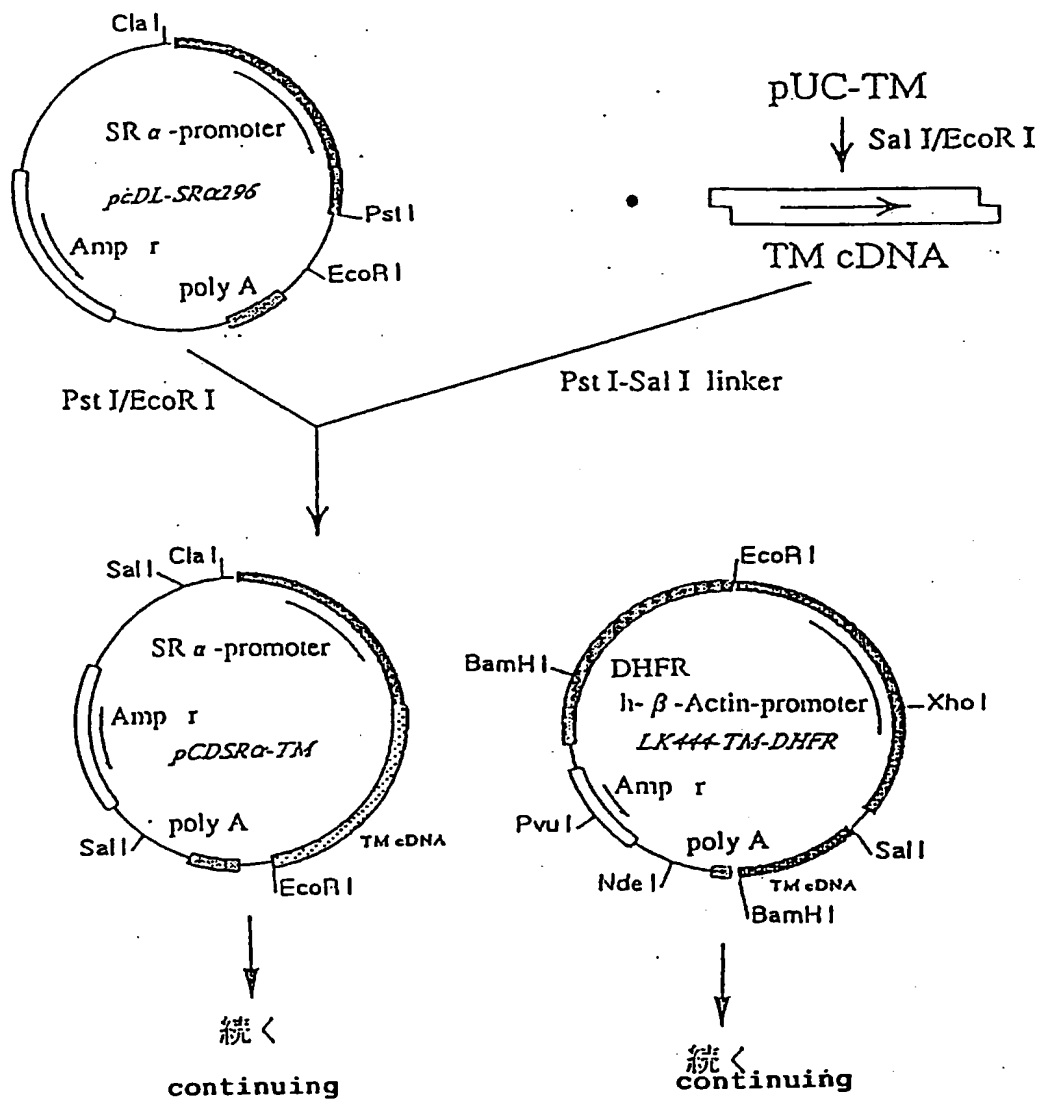 Cla I
SR α-promoter
pcDL-SRα296
Pst I
Amp r
EcoR I
poly A
pUC-TM
Sal I/EcoR I
TM cDNA
Pst I/EcoR I
Pst I-Sal I linker
Sal I
Cla I
SR α-promoter
Amp r
pCDSRα-TM
poly A
Sal I
TM cDNA
EcoR I
EcoR I
BamH I
DHFR
h-β-Actin-promoter
Xho I
LK444-TM-DHFR
Amp r
Pvu I
poly A
Sal I
Nde I
TM cDNA
BamH I
続く
continuing
続く
continuing